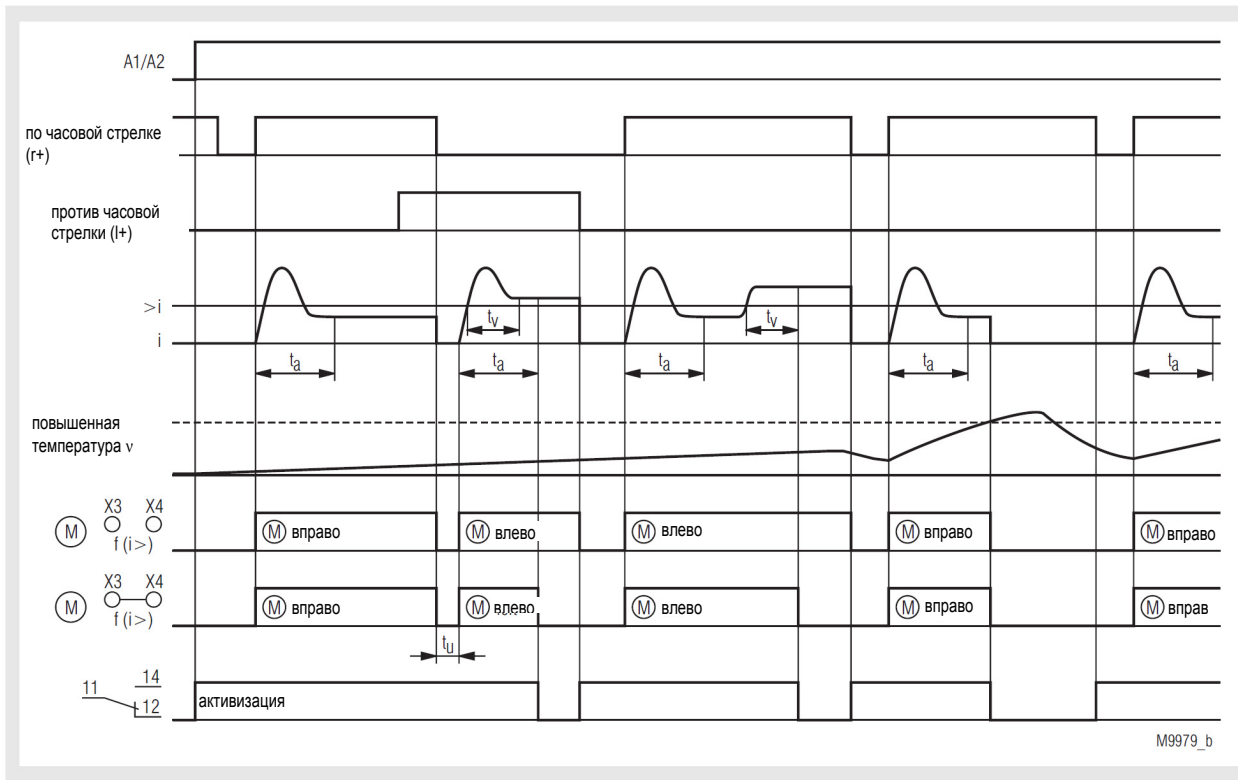 A1/A2
по часовой стрелке
(r+)
против часовой
стрелки (l+)
>i
i
tv
tv
ta
ta
ta
ta
ta
повышенная
температура ν
X3 X4
M
f (i>)
M вправо
M влево
M влево
M вправо
M вправо
X3 X4
M
f (i>)
M вправо
M влево
M влево
M вправо
M вправ
tu
11
14
12
активизация
M9979_b